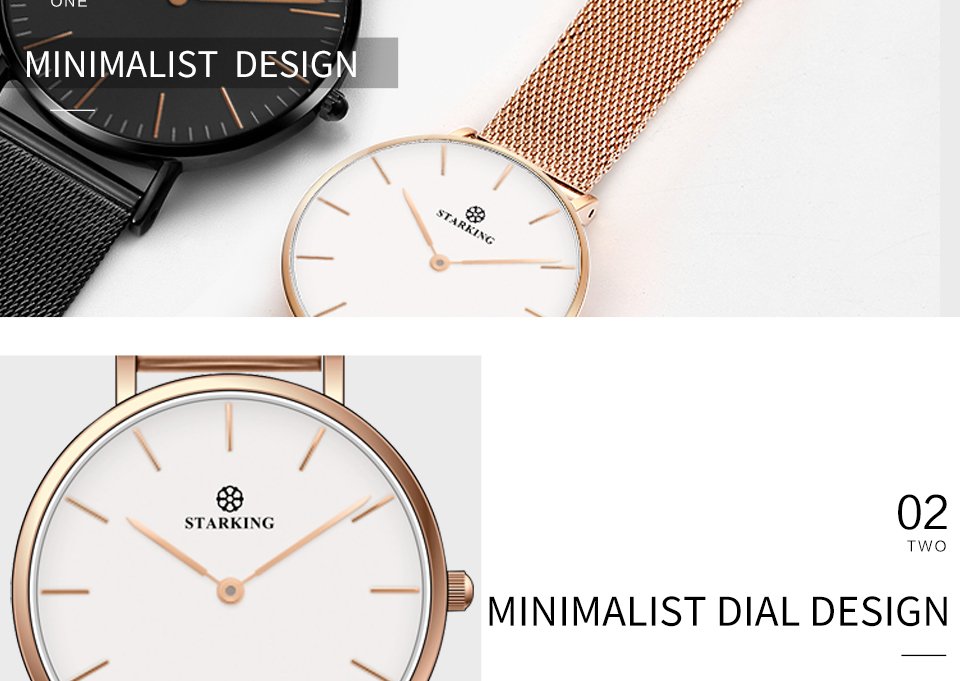 ONE
MINIMALIST DESIGN
STARKING
STARKING
02
TWO
MINIMALIST DIAL DESIGN